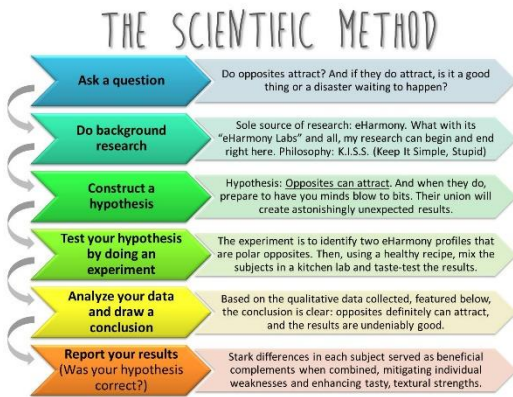 THE SCIENTIFIC METHOD
Ask a question
Do opposites attract? And if they do attract, is it a good
thing or a disaster waiting to happen?
Do background
research
Sole source of research: eHarmony. What with its
"eHarmony Labs" and all, my research can begin and end
right here. Philosophy: K.I.S.S. (Keep It Simple, Stupid)
Construct a
hypothesis
Hypothesis: Opposites can attract. And when they do,
prepare to have you minds blow to bits. Their union will
create astonishingly unexpected results.
Test your hypothesis
by doing an
experiment
The experiment is to identify two eHarmony profiles that
are polar opposites. Then, using a healthy recipe, mix the
subjects in a kitchen lab and taste-test the results.
Analyze your data
and draw a
conclusion
Based on the qualitative data collected, featured below,
the conclusion is clear: opposites definitely can attract,
and the results are undeniably good.
Report your results
(Was your hypothesis
correct?)
Stark differences in each subject served as beneficial
complements when combined, mitigating individual
weaknesses and enhancing tasty, textural strengths.